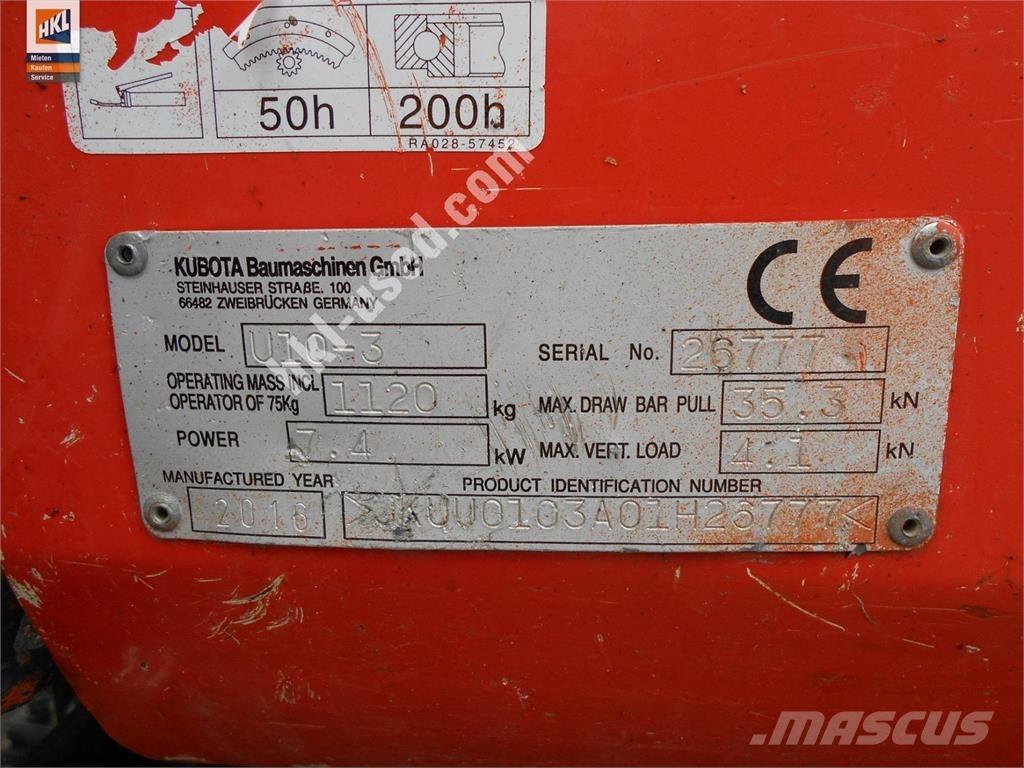 HKL
Mieten
Kaufen
Service
50h 200h
RA028-57452
KUBOTA Baumaschinen GmbH
STEINHAUSER STRAßE. 100
66482 ZWEIBRÜCKEN GERMANY
CE
MODEL U10-3 SERIAL No. 26777
OPERATING MASS INCL
OPERATOR OF 75Kg 1120 kg MAX. DRAW BAR PULL 35.3 kN
POWER 7.4 kW MAX. VERT. LOAD 4.1 kN
MANUFACTURED YEAR PRODUCT IDENTIFICATION NUMBER
2016 >JKUU0103A01H26777<
hkl-used.com
MASCUS